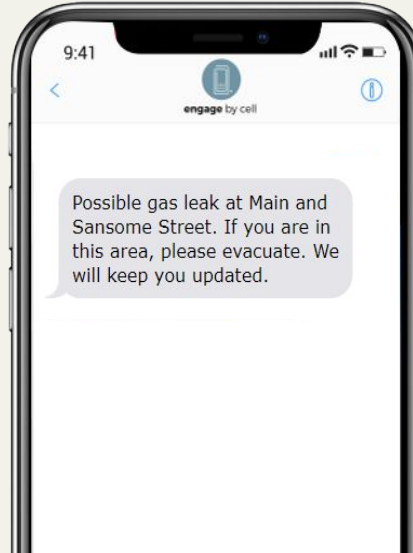 9:41
engage by cell
Possible gas leak at Main and
Sansome Street. If you are in
this area, please evacuate. We
will keep you updated.